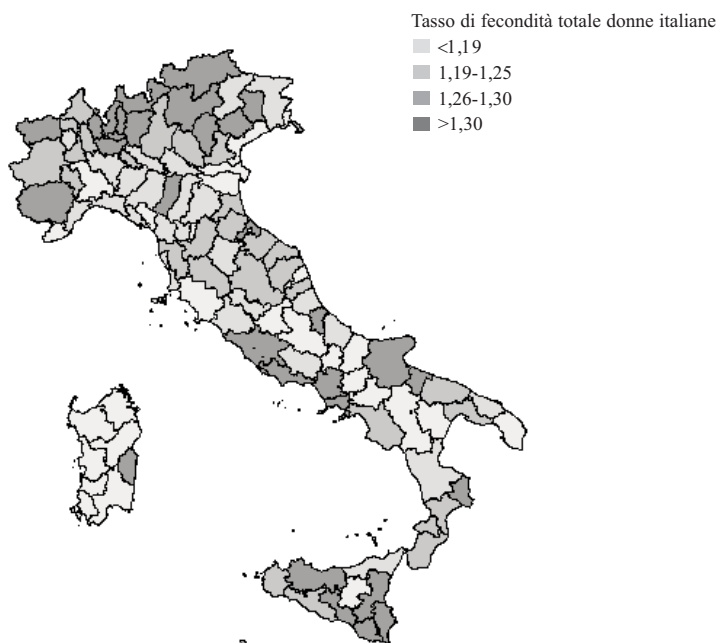 Tasso di fecondità totale donne italiane
<1,19
1,19-1,25
1,26-1,30
>1,30